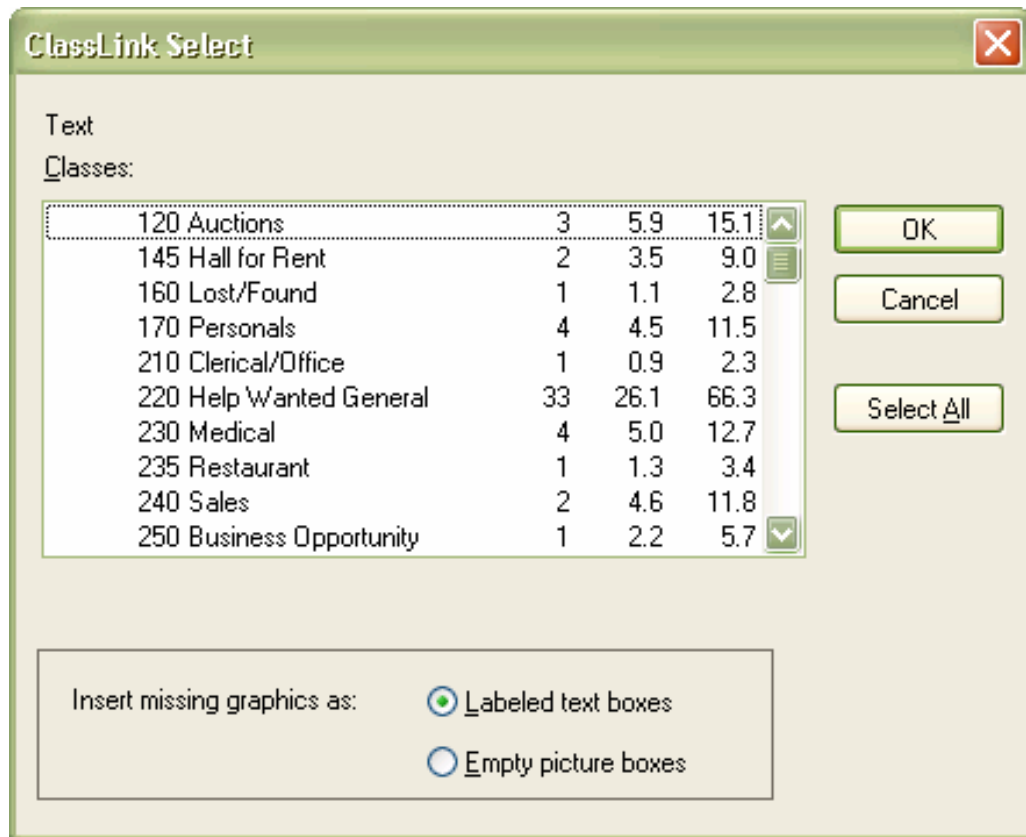 ClassLink Select
Text
Classes:
120 Auctions 3 5.9 15.1
145 Hall for Rent 2 3.5 9.0
160 Lost/Found 1 1.1 2.8
170 Personals 4 4.5 11.5
210 Clerical/Office 1 0.9 2.3
220 Help Wanted General 33 26.1 66.3
230 Medical 4 5.0 12.7
235 Restaurant 1 1.3 3.4
240 Sales 2 4.6 11.8
250 Business Opportunity 1 2.2 5.7
OK
Cancel
Select All
Insert missing graphics as:
Labeled text boxes
Empty picture boxes